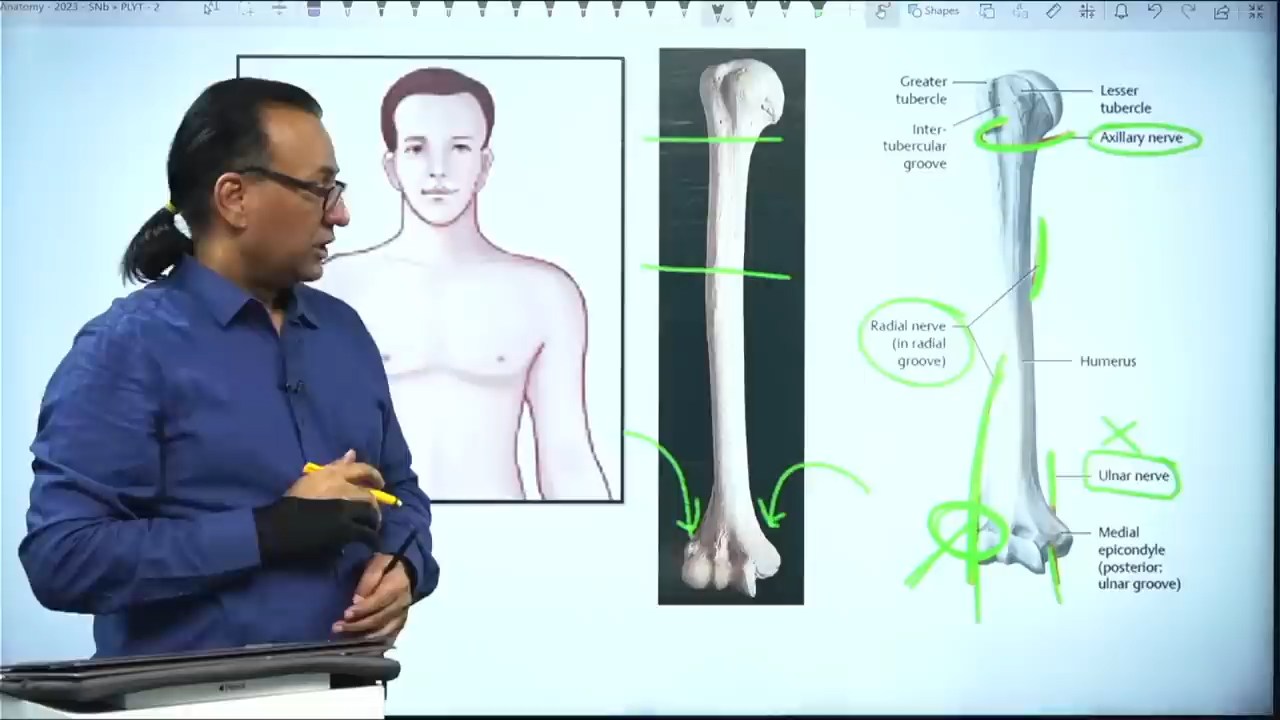 Anatomy - 2023 - SNb » PLYT - 2
Shapes
Greater
tubercle
Lesser
tubercle
Inter-
tubercular
groove
Axillary nerve
Radial nerve
(in radial
groove)
Humerus
Ulnar nerve
Medial
epicondyle
(posterior:
ulnar groove)